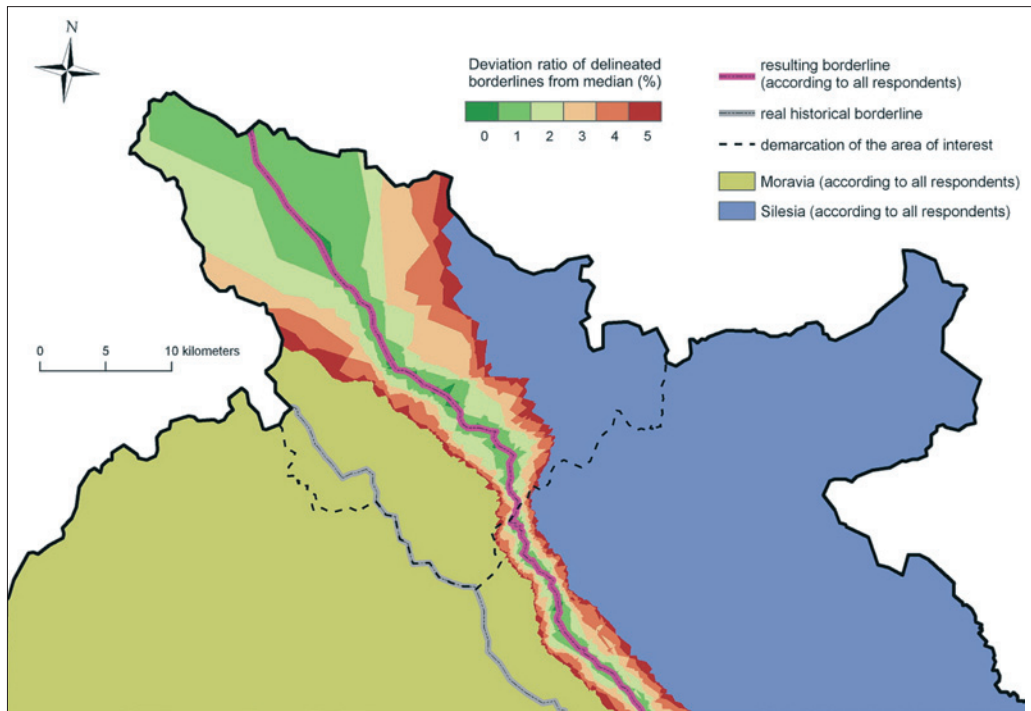 N
Deviation ratio of delineated
borderlines from median (%)
0 1 2 3 4 5
resulting borderline
(according to all respondents)
real historical borderline
demarcation of the area of interest
Moravia (according to all respondents)
Silesia (according to all respondents)
0 5 10 kilometers